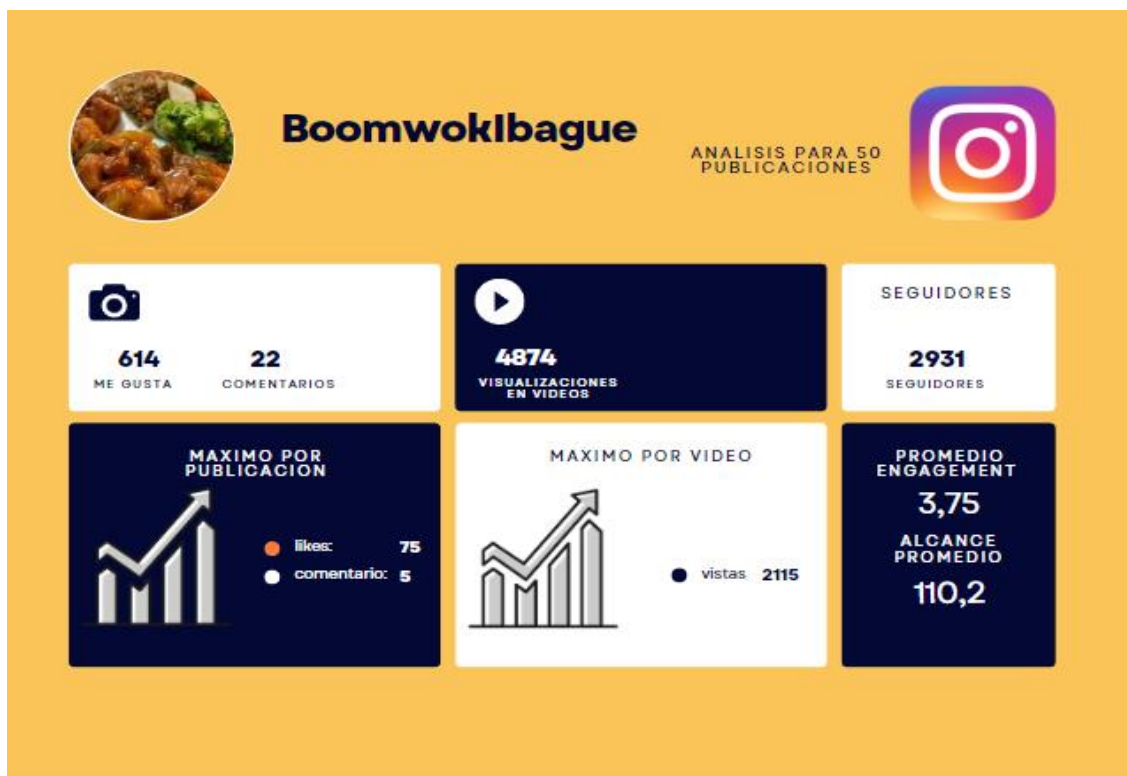 BoomwokIbague
ANALISIS PARA 50
PUBLICACIONES
614
ME GUSTA
22
COMENTARIOS
4874
VISUALIZACIONES
EN VIDEOS
SEGUIDORES
2931
SEGUIDORES
MAXIMO POR
PUBLICACION
likes: 75
comentario: 5
MAXIMO POR VIDEO
vistas 2115
PROMEDIO
ENGAGEMENT
3,75
ALCANCE
PROMEDIO
110,2